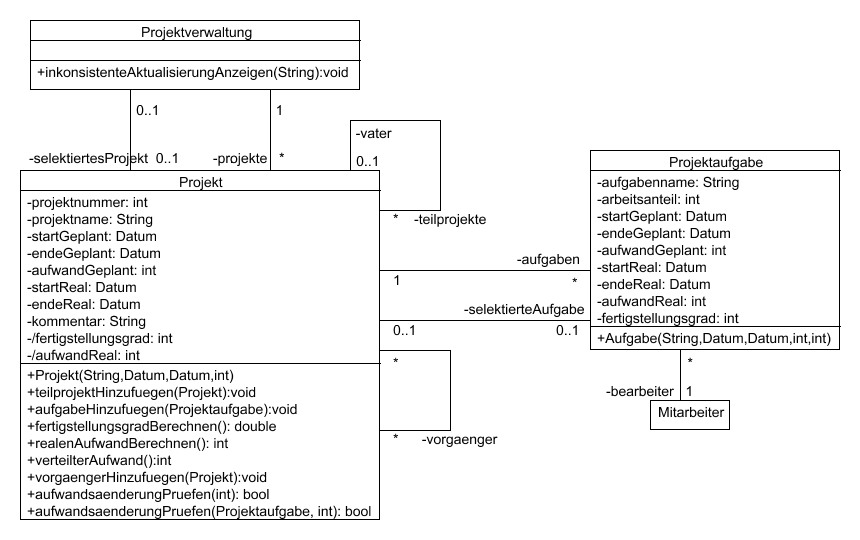 Projektverwaltung
+inkonsistenteAktualisierungAnzeigen(String):void
0..1
1
-selektiertesProjekt 0..1
-projekte *
-vater
0..1
* -teilprojekte
Projekt
-projektnummer: int
-projektname: String
-startGeplant: Datum
-endeGeplant: Datum
-aufwandGeplant: int
-startReal: Datum
-endeReal: Datum
-kommentar: String
-/fertigstellungsgrad: int
-/aufwandReal: int
+Projekt(String,Datum,Datum,int)
+teilprojektHinzufuegen(Projekt):void
+aufgabeHinzufuegen(Projektaufgabe):void
+fertigstellungsgradBerechnen(): double
+realenAufwandBerechnen(): int
+verteilterAufwand():int
+vorgaengerHinzufuegen(Projekt):void
+aufwandsaenderungPruefen(int): bool
+aufwandsaenderungPruefen(Projektaufgabe, int): bool
-aufgaben
1 *
-selektierteAufgabe
0..1 0..1
*
* -vorgaenger
Projektaufgabe
-aufgabenname: String
-arbeitsanteil: int
-startGeplant: Datum
-endeGeplant: Datum
-aufwandGeplant: int
-startReal: Datum
-endeReal: Datum
-aufwandReal: int
-fertigstellungsgrad: int
+Aufgabe(String,Datum,Datum,int,int)
*
-bearbeiter 1
Mitarbeiter